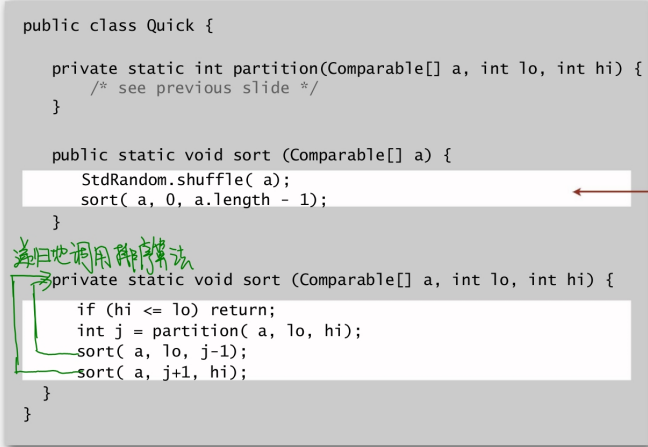 public class Quick {
private static int partition(Comparable[] a, int lo, int hi) {
/* see previous slide */
}
public static void sort (Comparable[] a) {
StdRandom.shuffle( a);
sort( a, 0, a.length - 1);
}
递归地调用排序算法
private static void sort (Comparable[] a, int lo, int hi) {
if (hi <= lo) return;
int j = partition( a, lo, hi);
sort( a, lo, j-1);
sort( a, j+1, hi);
}
}